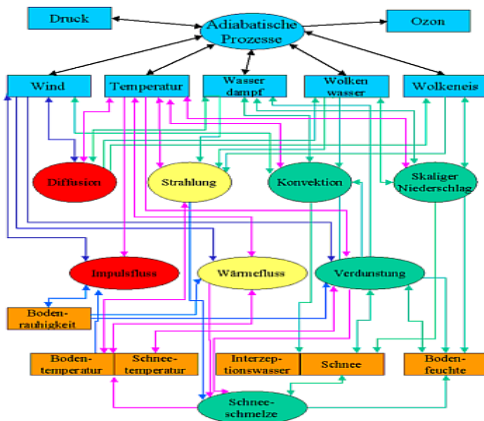 Druck
Adiabatische
Prozesse
Ozon
Wind
Temperatur
Wasser
dampf
Wolken
wasser
Wolkeneis
Diffusion
Strahlung
Konvektion
Skaliger
Niederschlag
Impulsfluss
Wärmefluss
Verdunstung
Boden-
rauhigkeit
Boden-
temperatur
Schnee-
temperatur
Interzep-
tionswasser
Schnee
Boden-
feuchte
Schnee-
schmelze